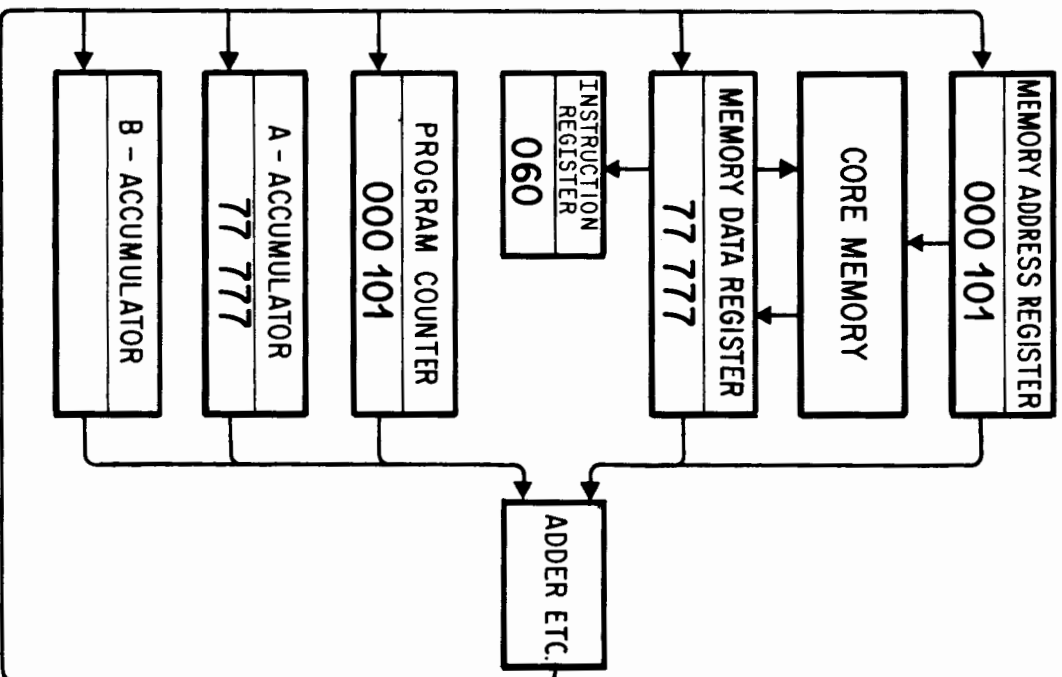 MEMORY ADDRESS REGISTER
000 101
CORE MEMORY
MEMORY DATA REGISTER
77 777
INSTRUCTION
REGISTER
060
ADDER ETC.
PROGRAM COUNTER
000 101
A - ACCUMULATOR
77 777
B - ACCUMULATOR